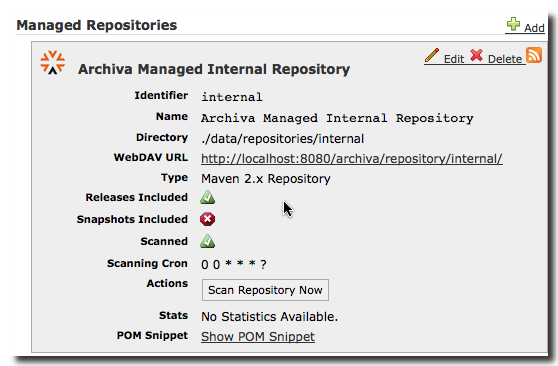 Managed Repositories
Add
Archiva Managed Internal Repository
Edit Delete
Identifier internal
Name Archiva Managed Internal Repository
Directory ./data/repositories/internal
WebDAV URL http://localhost:8080/archiva/repository/internal/
Type Maven 2.x Repository
Releases Included
Snapshots Included
Scanned
Scanning Cron 0 0 * * * ?
Actions Scan Repository Now
Stats No Statistics Available.
POM Snippet Show POM Snippet